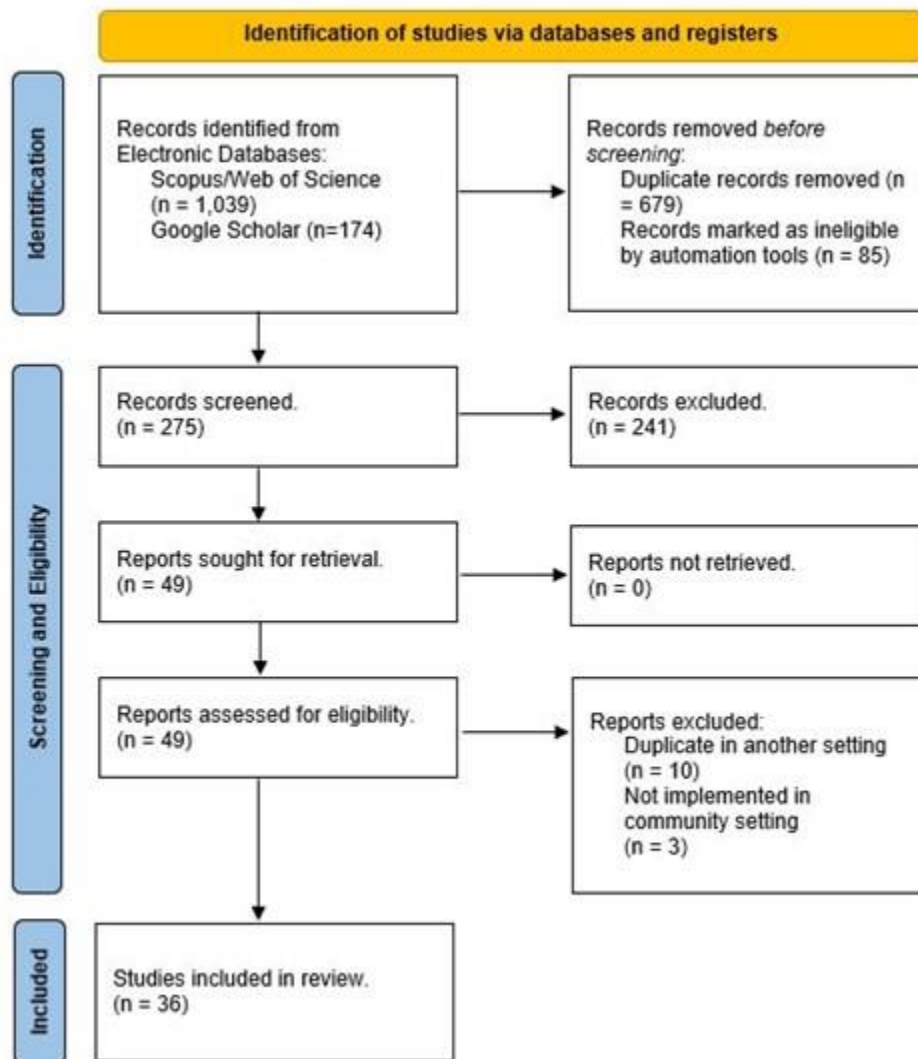 Identification of studies via databases and registers
Identification
Records identified from
Electronic Databases:
Scopus/Web of Science
(n = 1,039)
Google Scholar (n=174)
Records removed before
screening:
Duplicate records removed (n
= 679)
Records marked as ineligible
by automation tools (n = 85)
Screening and Eligibility
Records screened.
(n = 275)
Records excluded.
(n = 241)
Reports sought for retrieval.
(n = 49)
Reports not retrieved.
(n = 0)
Reports assessed for eligibility.
(n = 49)
Reports excluded:
Duplicate in another setting
(n = 10)
Not implemented in
community setting
(n = 3)
Included
Studies included in review.
(n = 36)